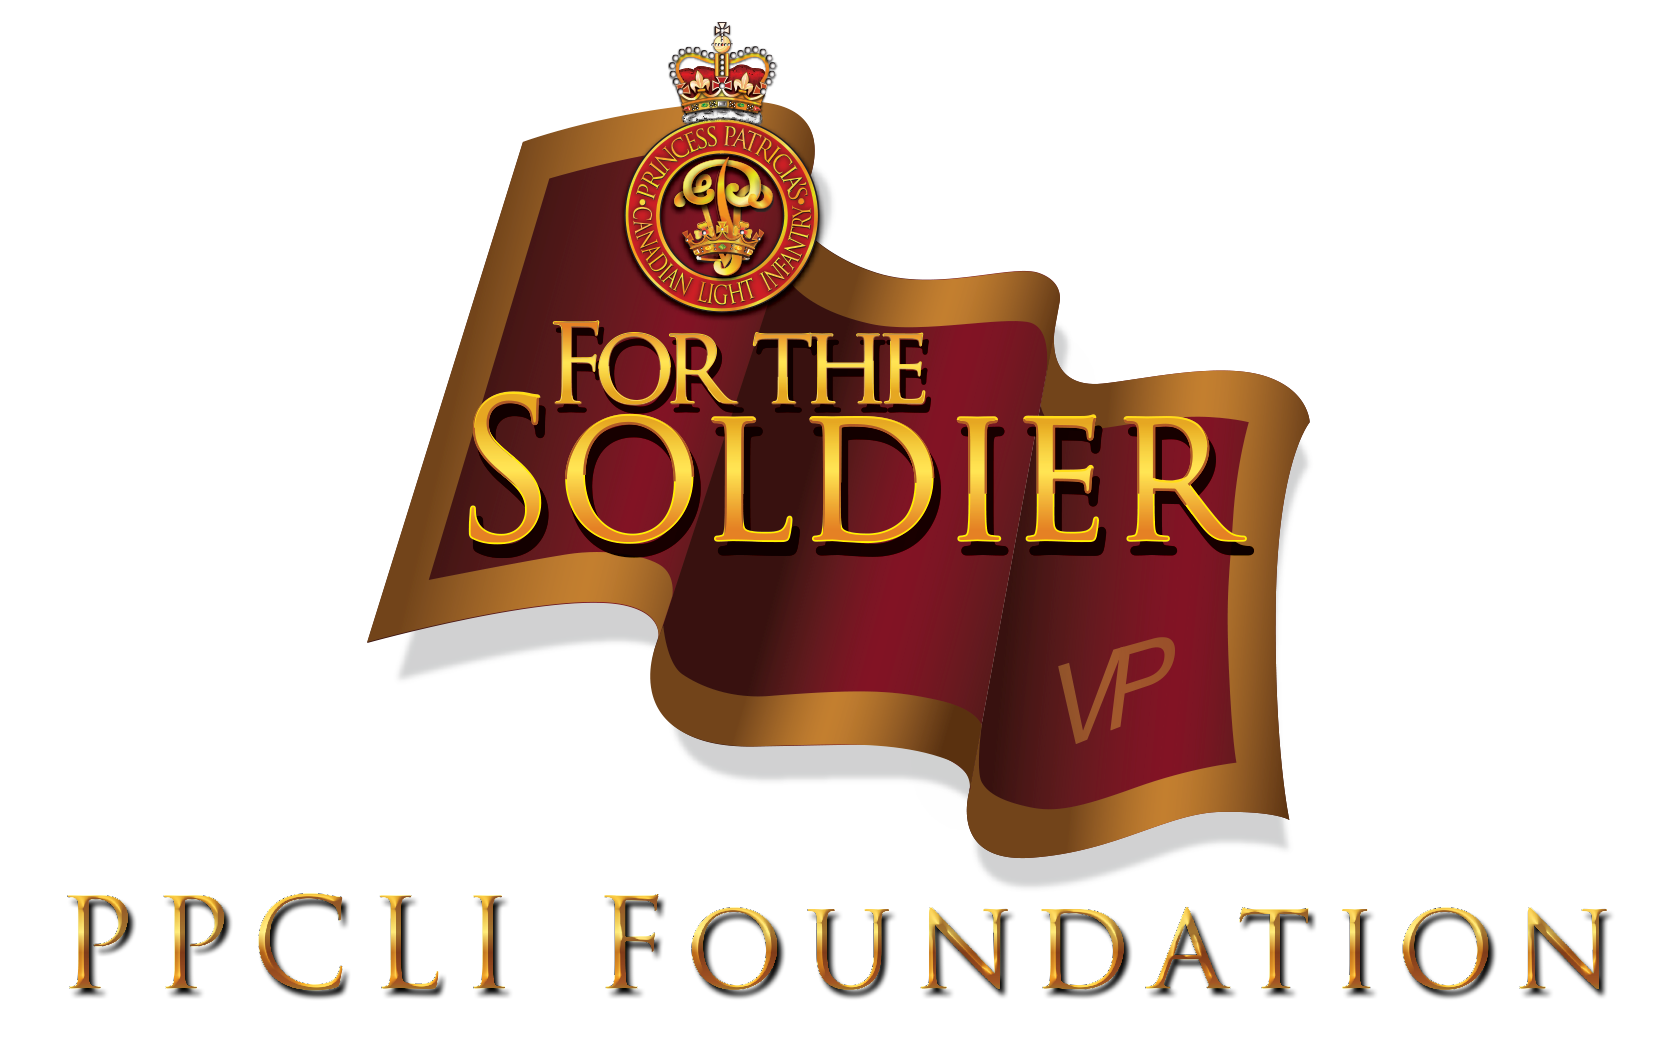 PRINCESS PATRICIA'S
CANADIAN LIGHT INFANTRY
FOR THE
SOLDIER
VP
PPCLI FOUNDATION